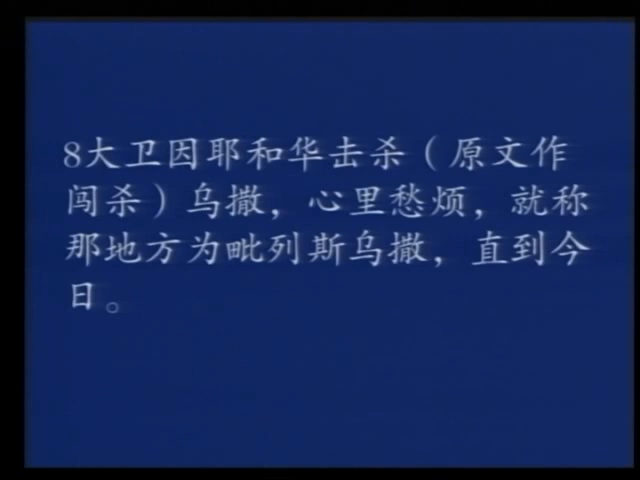 8大卫因耶和华击杀（原文作
闯杀）乌撒，心里愁烦，就称
那地方为毗列斯乌撒，直到今
日。